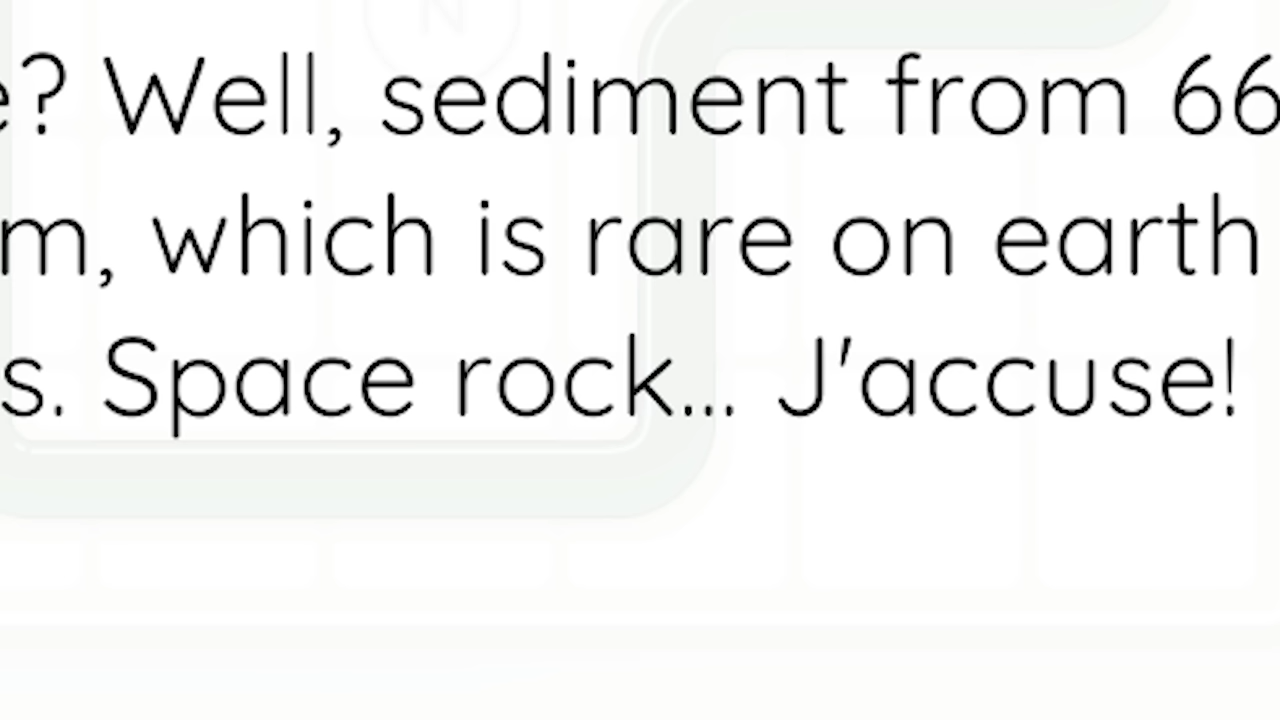 e? Well, sediment from 66
m, which is rare on earth
s. Space rock... J'accuse!